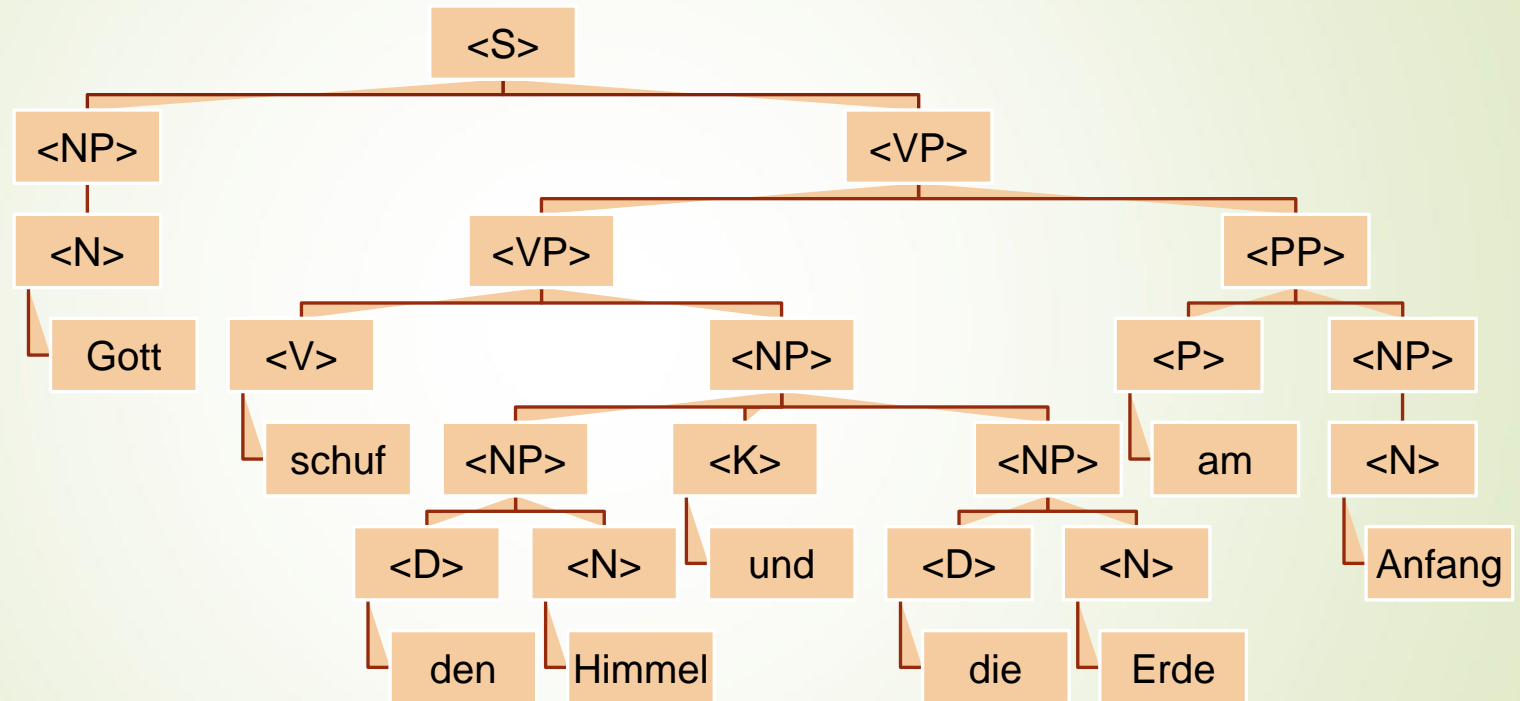 <S>
<NP> <VP>
<N> <VP> <PP>
Gott <V> <NP> <P> <NP>
schuf <NP> <K> <NP> am <N>
<D> <N> und <D> <N> Anfang
den Himmel die Erde